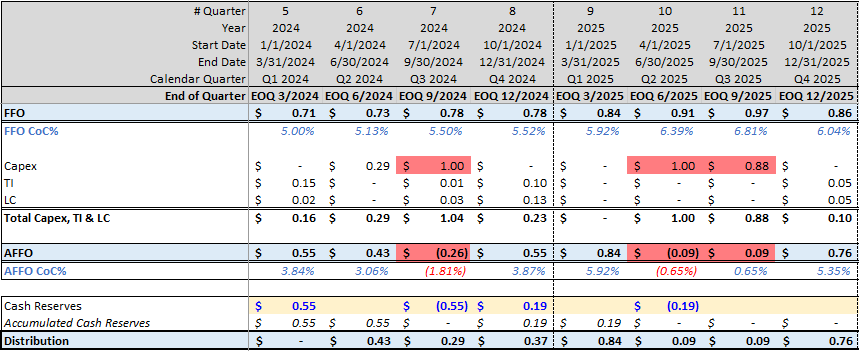 # Quarter 5 6 7 8 9 10 11 12
Year 2024 2024 2024 2024 2025 2025 2025 2025
Start Date 1/1/2024 4/1/2024 7/1/2024 10/1/2024 1/1/2025 4/1/2025 7/1/2025 10/1/2025
End Date 3/31/2024 6/30/2024 9/30/2024 12/31/2024 3/31/2025 6/30/2025 9/30/2025 12/31/2025
Calendar Quarter Q1 2024 Q2 2024 Q3 2024 Q4 2024 Q1 2025 Q2 2025 Q3 2025 Q4 2025
End of Quarter EOQ 3/2024 EOQ 6/2024 EOQ 9/2024 EOQ 12/2024 EOQ 3/2025 EOQ 6/2025 EOQ 9/2025 EOQ 12/2025
FFO $ 0.71 $ 0.73 $ 0.78 $ 0.78 $ 0.84 $ 0.91 $ 0.97 $ 0.86
FFO CoC% 5.00% 5.13% 5.50% 5.52% 5.92% 6.39% 6.81% 6.04%
Capex $ - $ 0.29 $ 1.00 $ - $ - $ 1.00 $ 0.88 $ -
TI $ 0.15 $ - $ 0.01 $ 0.10 $ - $ - $ - $ 0.05
LC $ 0.02 $ - $ 0.03 $ 0.13 $ - $ - $ - $ 0.05
Total Capex, TI & LC $ 0.16 $ 0.29 $ 1.04 $ 0.23 $ - $ 1.00 $ 0.88 $ 0.10
AFFO $ 0.55 $ 0.43 $ (0.26) $ 0.55 $ 0.84 $ (0.09) $ 0.09 $ 0.76
AFFO CoC% 3.84% 3.06% (1.81%) 3.87% 5.92% (0.65%) 0.65% 5.35%
Cash Reserves $ 0.55 $ (0.55) $ 0.19 $ (0.19)
Accumulated Cash Reserves $ 0.55 $ 0.55 $ - $ 0.19 $ 0.19 $ - $ - $ -
Distribution $ - $ 0.43 $ 0.29 $ 0.37 $ 0.84 $ 0.09 $ 0.09 $ 0.76